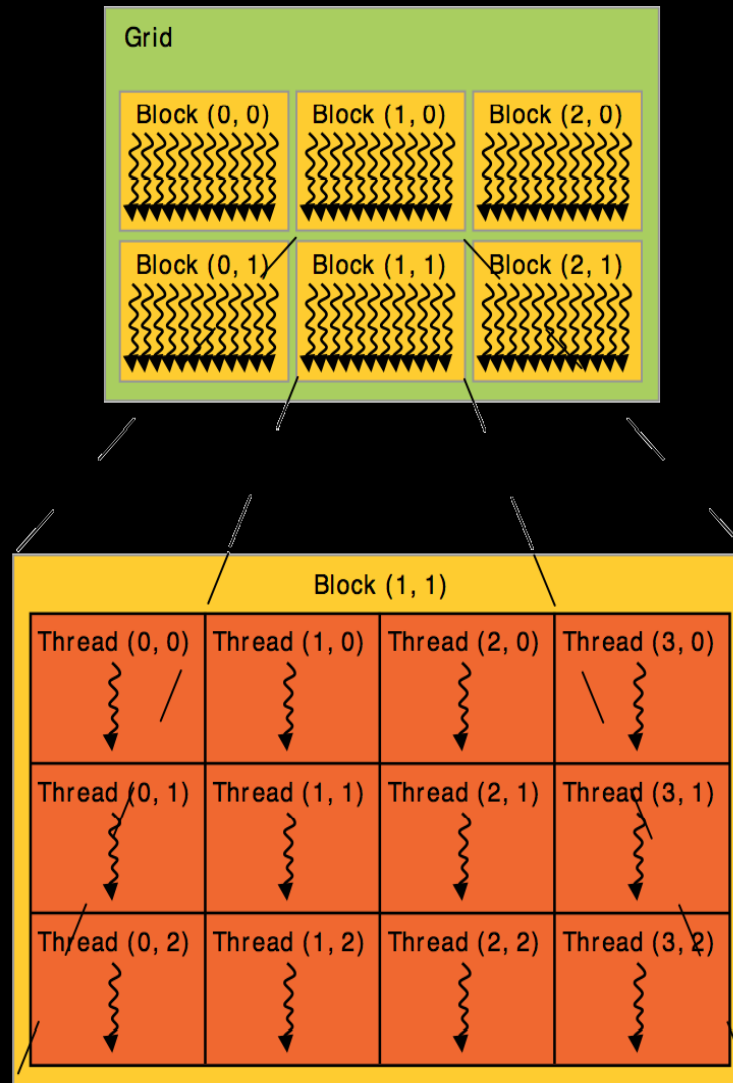 Grid
Block (0, 0) Block (1, 0) Block (2, 0)
Block (0, 1) Block (1, 1) Block (2, 1)
Block (1, 1)
Thread (0, 0) Thread (1, 0) Thread (2, 0) Thread (3, 0)
Thread (0, 1) Thread (1, 1) Thread (2, 1) Thread (3, 1)
Thread (0, 2) Thread (1, 2) Thread (2, 2) Thread (3, 2)